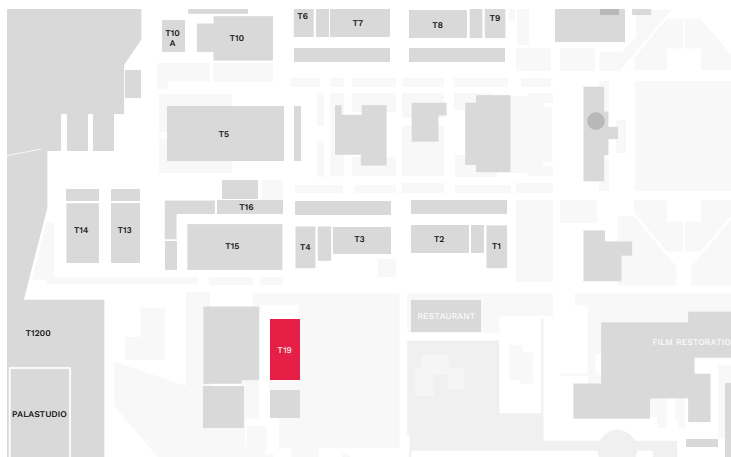 T6
T7
T8
T9
T10
A
T10
T5
T16
T14
T13
T15
T4
T3
T2
T1
RESTAURANT
T1200
T19
FILM RESTORATIO
PALASTUDIO